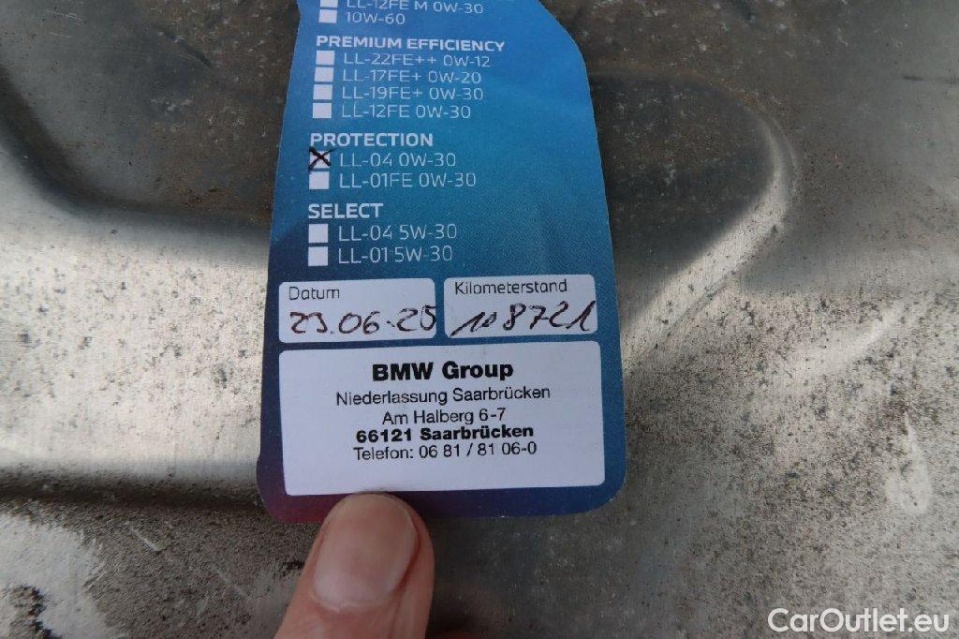 LL-12FE M 0W-30
10W-60
PREMIUM EFFICIENCY
LL-22FE++ 0W-12
LL-17FE+ 0W-20
LL-19FE+ 0W-30
LL-12FE 0W-30
PROTECTION
LL-04 0W-30
LL-01FE 0W-30
SELECT
LL-04 5W-30
LL-01 5W-30
Datum
Kilometerstand
23.06.25
108721
BMW Group
Niederlassung Saarbrücken
Am Halberg 6-7
66121 Saarbrücken
Telefon: 06 81 / 81 06-0
CarOutlet.eu